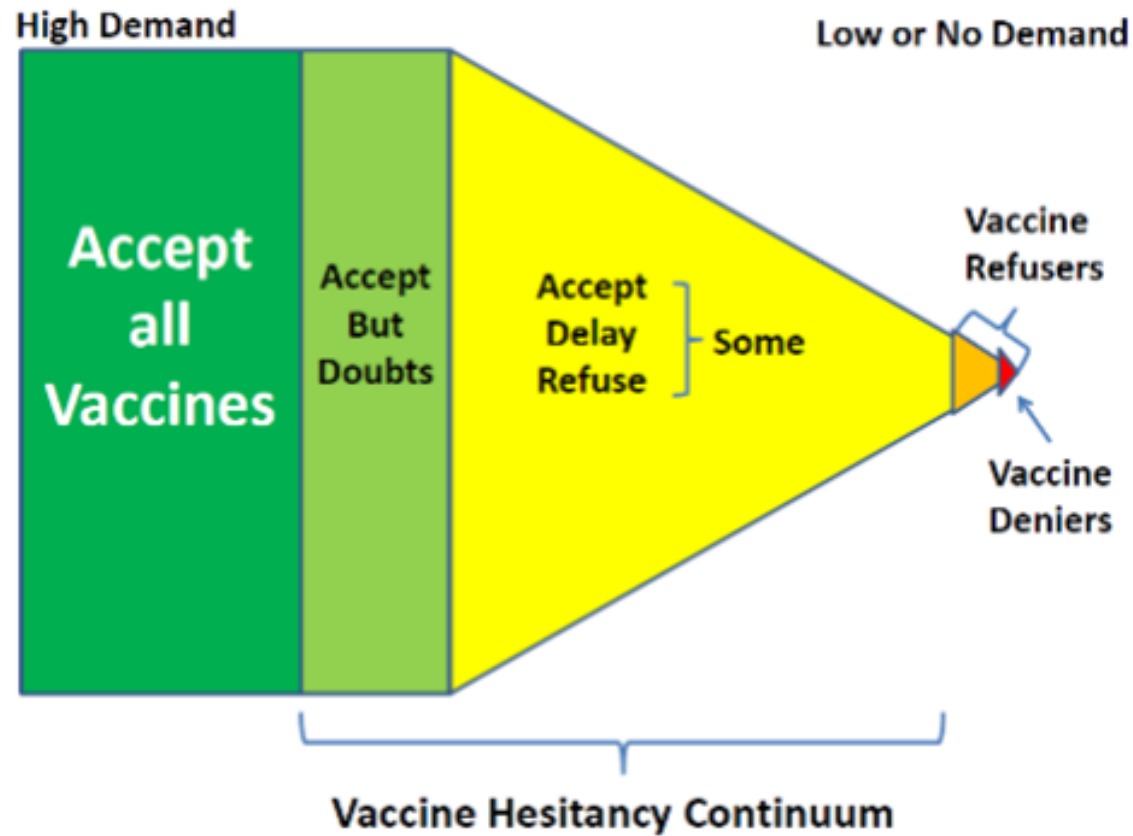 High Demand
Low or No Demand
Accept
all
Vaccines
Accept
But
Doubts
Accept
Delay
Refuse
Some
Vaccine
Refusers
Vaccine
Deniers
Vaccine Hesitancy Continuum